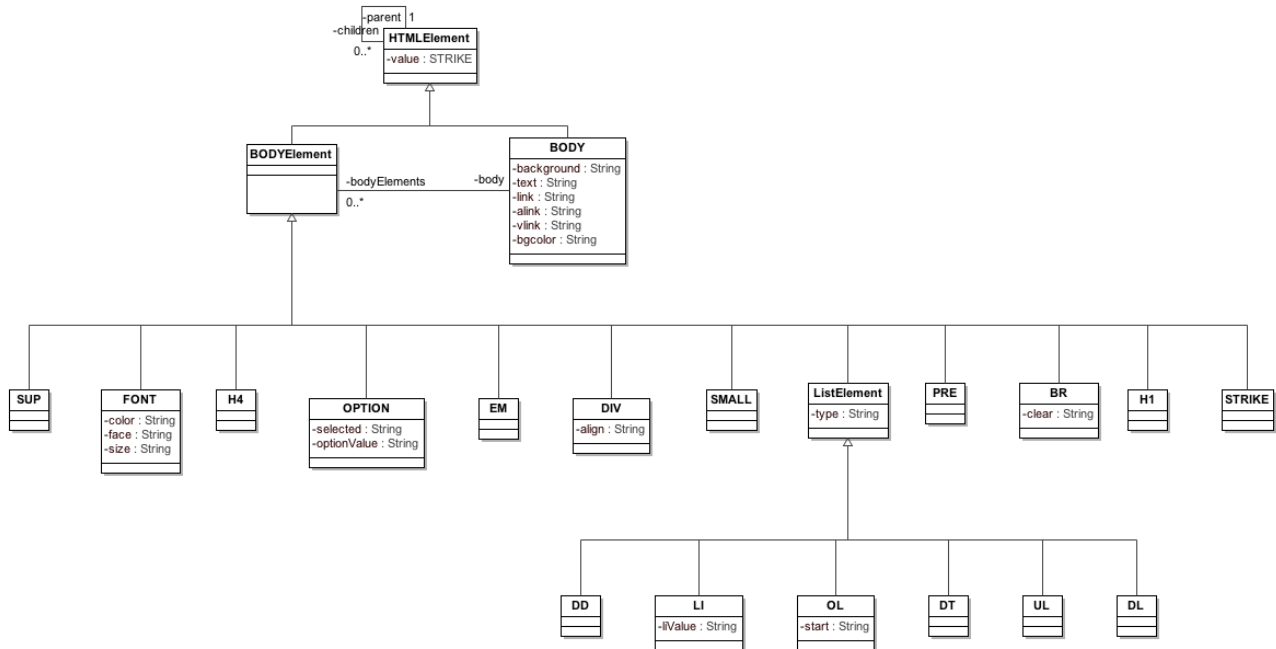 -parent 1
-children
0..*
HTMLElement
-value : STRIKE
BODYElement
-bodyElements
0..*
-body
BODY
-background : String
-text : String
-link : String
-alink : String
-vlink : String
-bgcolor : String
SUP
FONT
-color : String
-face : String
-size : String
H4
OPTION
-selected : String
-optionValue : String
EM
DIV
-align : String
SMALL
ListElement
-type : String
PRE
BR
-clear : String
H1
STRIKE
DD
LI
-liValue : String
OL
-start : String
DT
UL
DL